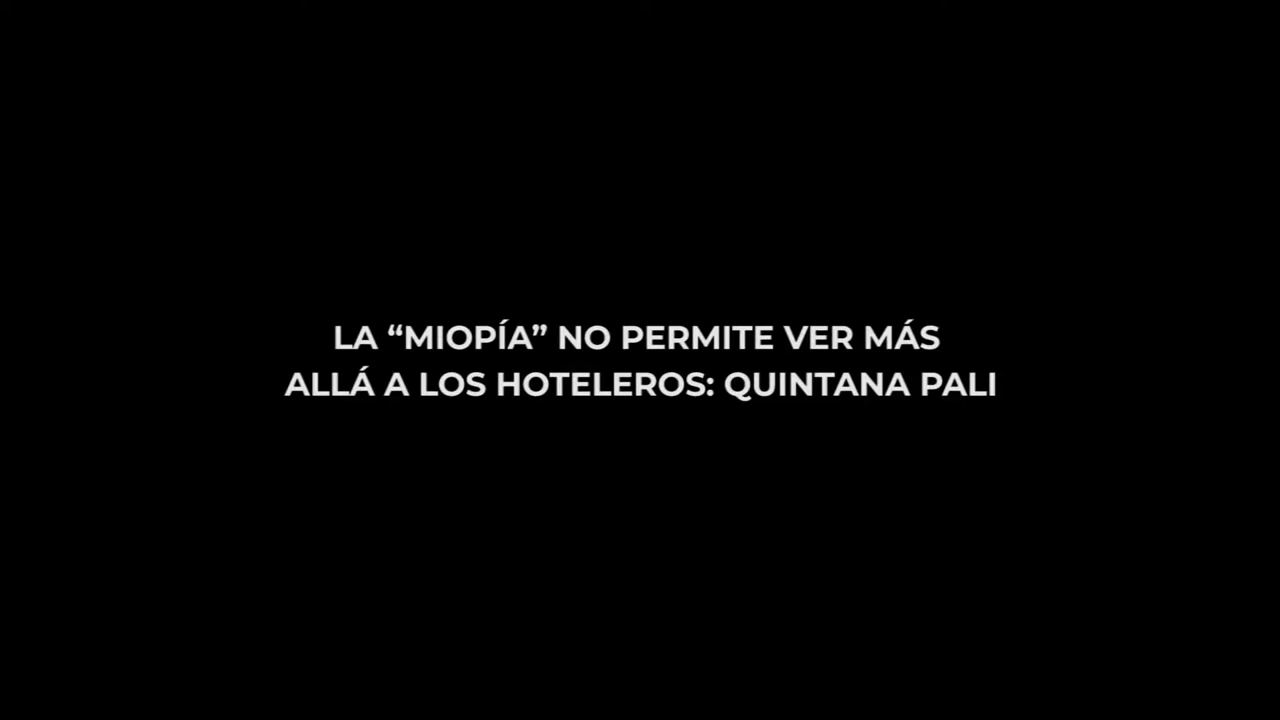 LA “MIOPÍA” NO PERMITE VER MÁS
ALLÁ A LOS HOTELEROS: QUINTANA PALI